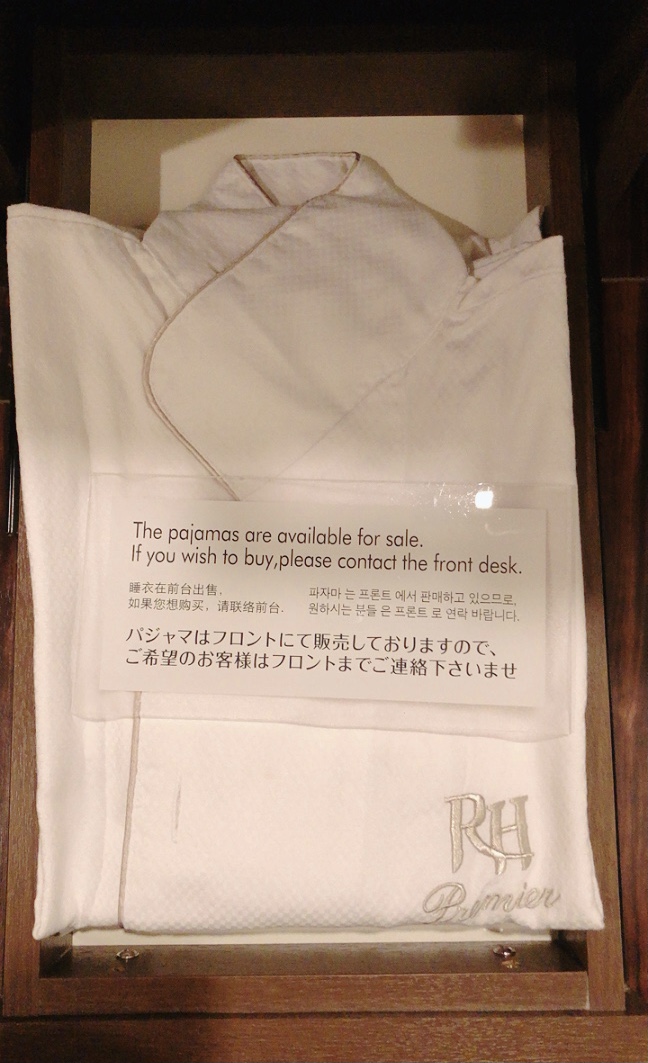 The pajamas are available for sale.
If you wish to buy,please contact the front desk.
睡衣在前台出售，
如果您想购买，请联络前台.
파자마 는 프론트 에서 판매하고 있으므로,
원하시는 분들 은 프론트 로 연락 바랍니다.
パジャマはフロントにて販売しておりますので、
ご希望のお客様はフロントまでご連絡下さいませ
RH
Premier